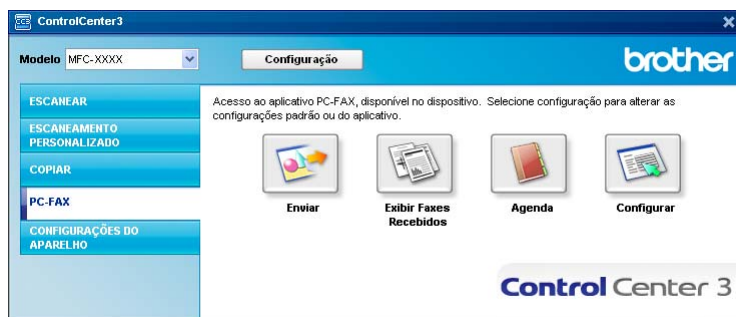 ControlCenter3
Modelo MFC-XXXX
Configuração
brother
ESCANEAR
ESCANEAMENTO
PERSONALIZADO
COPIAR
PC-FAX
CONFIGURAÇÕES DO
APARELHO
Acesso ao aplicativo PC-FAX, disponível no dispositivo. Selecione configuração para alterar as
configurações padrão ou do aplicativo.
Enviar
Exibir Faxes
Recebidos
Agenda
Configurar
Control Center 3